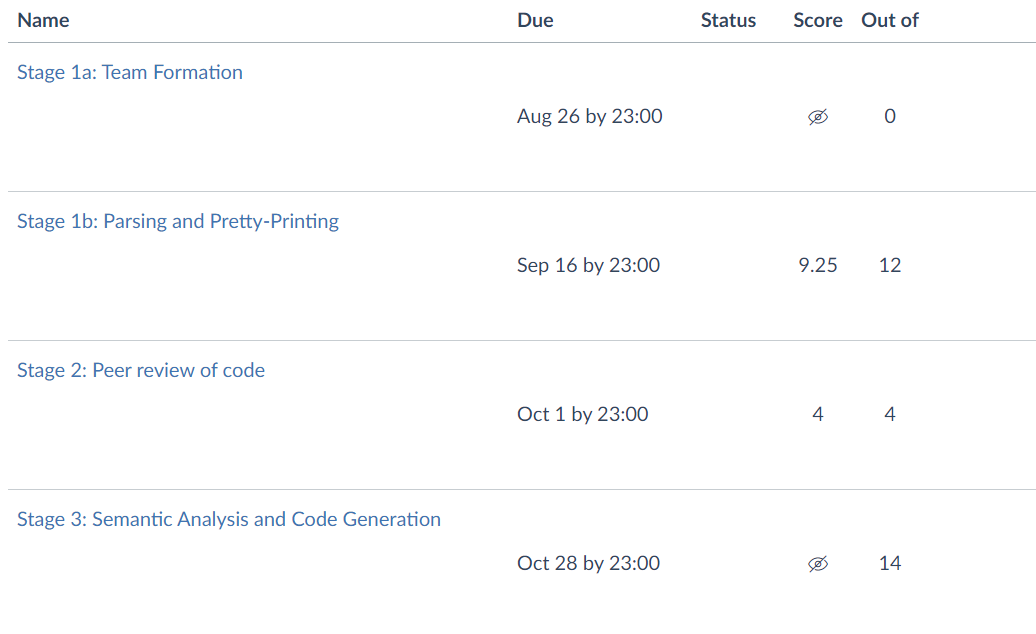 Name Due Status Score Out of
Stage 1a: Team Formation
Aug 26 by 23:00 0
Stage 1b: Parsing and Pretty-Printing
Sep 16 by 23:00 9.25 12
Stage 2: Peer review of code
Oct 1 by 23:00 4 4
Stage 3: Semantic Analysis and Code Generation
Oct 28 by 23:00 14